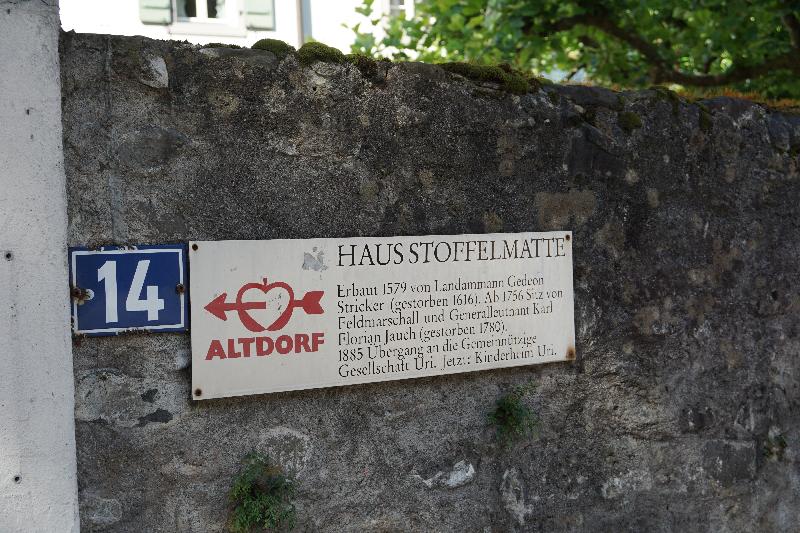 14
ALTDORF
HAUS STOFFELMATTE
Erbaut 1579 von Landammann Gedeon
Stricker (gestorben 1616). Ab 1756 Sitz von
Feldmarschall und Generalleutnant Karl
Florian Jauch (gestorben 1780).
1885 Übergang an die Gemeinnützige
Gesellschaft Uri. Jetzt: Kinderheim Uri.